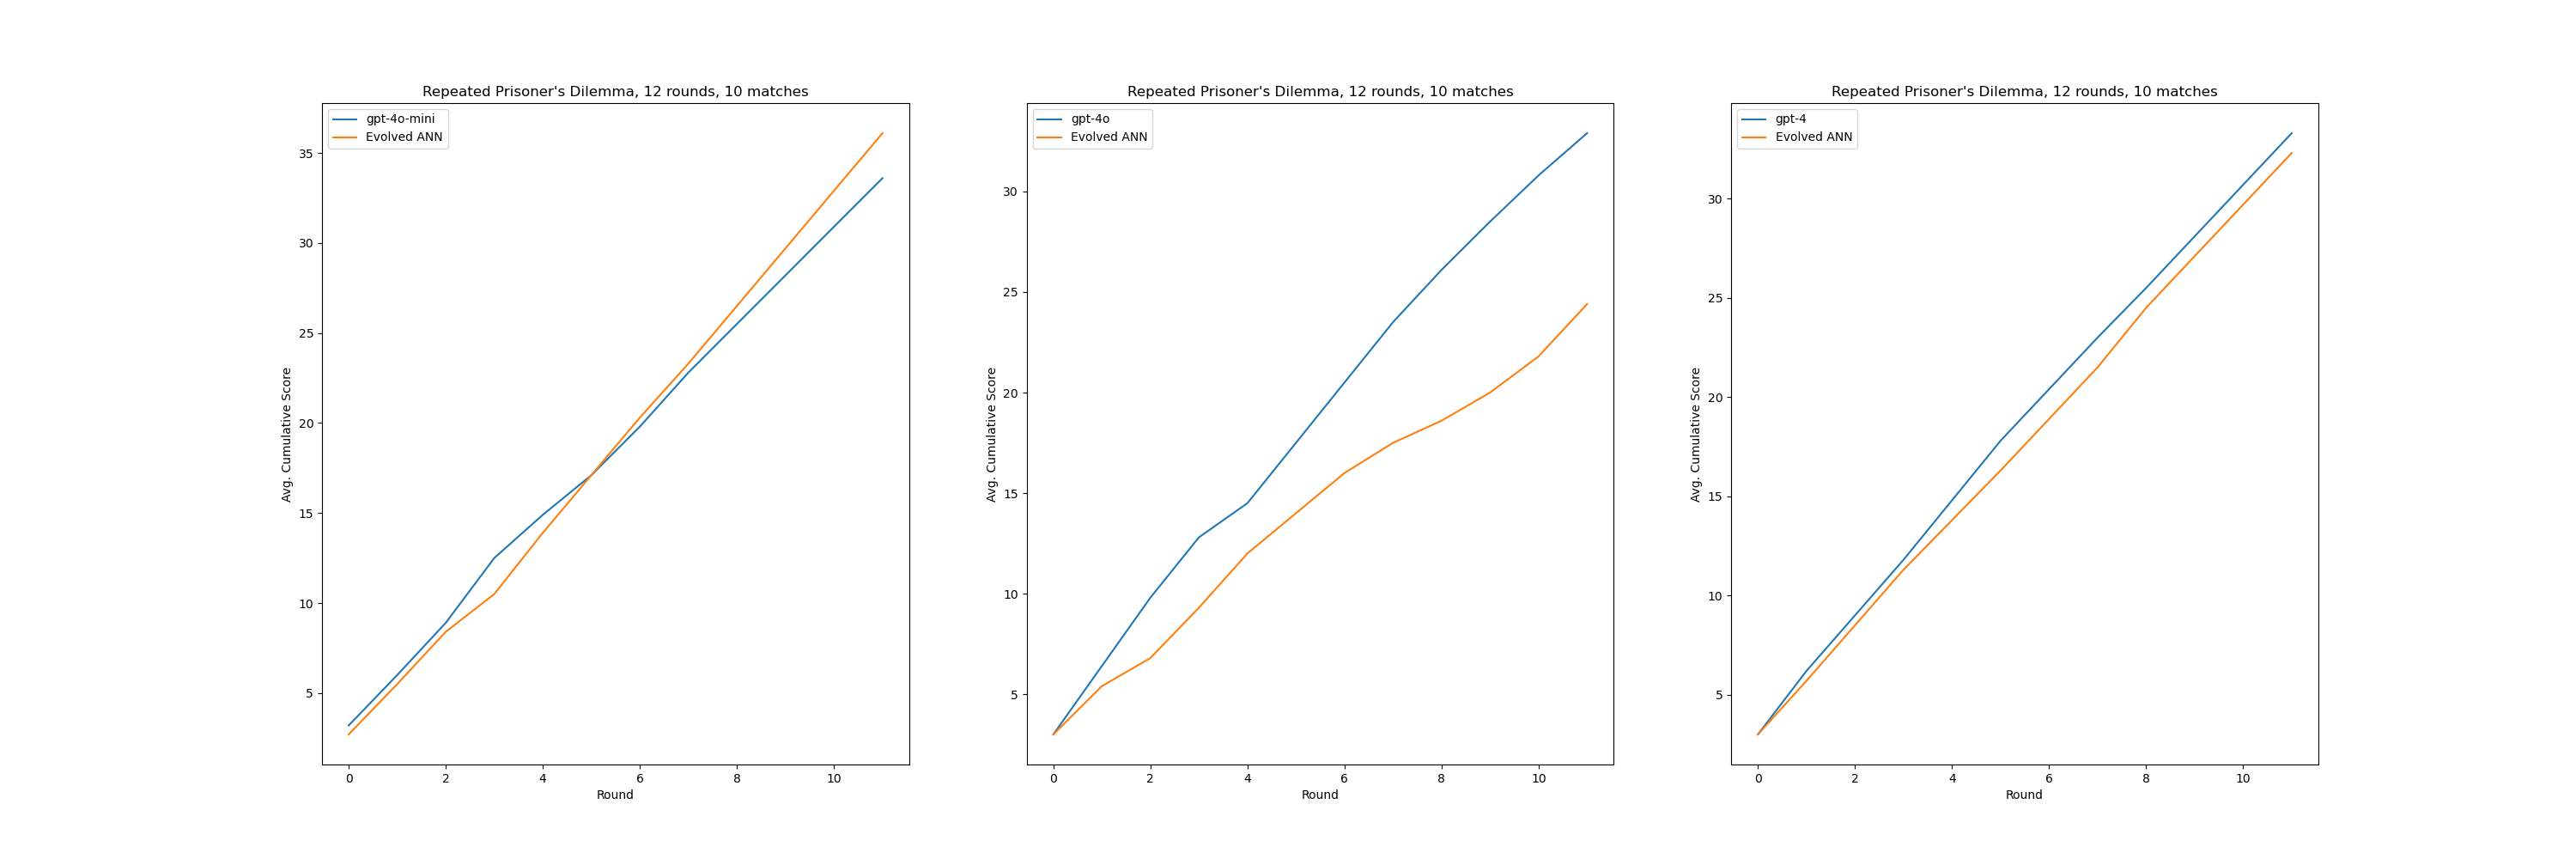 Repeated Prisoner's Dilemma, 12 rounds, 10 matches
gpt-4o-mini
Evolved ANN
35
30
25
20
15
10
5
Avg. Cumulative Score
0 2 4 6 8 10
Round
Repeated Prisoner's Dilemma, 12 rounds, 10 matches
gpt-4o
Evolved ANN
30
25
20
15
10
5
Avg. Cumulative Score
0 2 4 6 8 10
Round
Repeated Prisoner's Dilemma, 12 rounds, 10 matches
gpt-4
Evolved ANN
30
25
20
15
10
5
Avg. Cumulative Score
0 2 4 6 8 10
Round